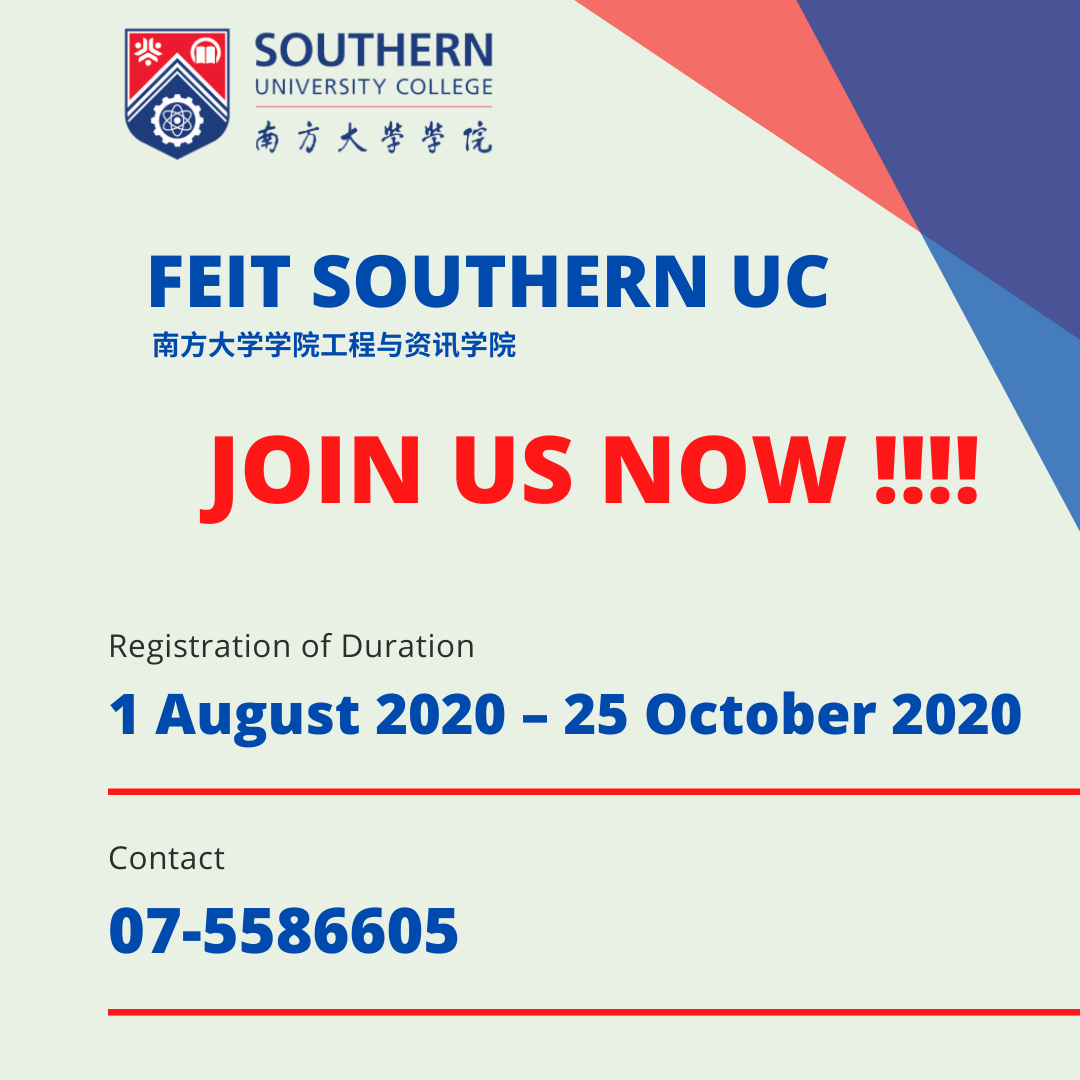 SOUTHERN
UNIVERSITY COLLEGE
南方大學學院
FEIT SOUTHERN UC
南方大学学院工程与资讯学院
JOIN US NOW !!!!
Registration of Duration
1 August 2020 – 25 October 2020
Contact
07-5586605